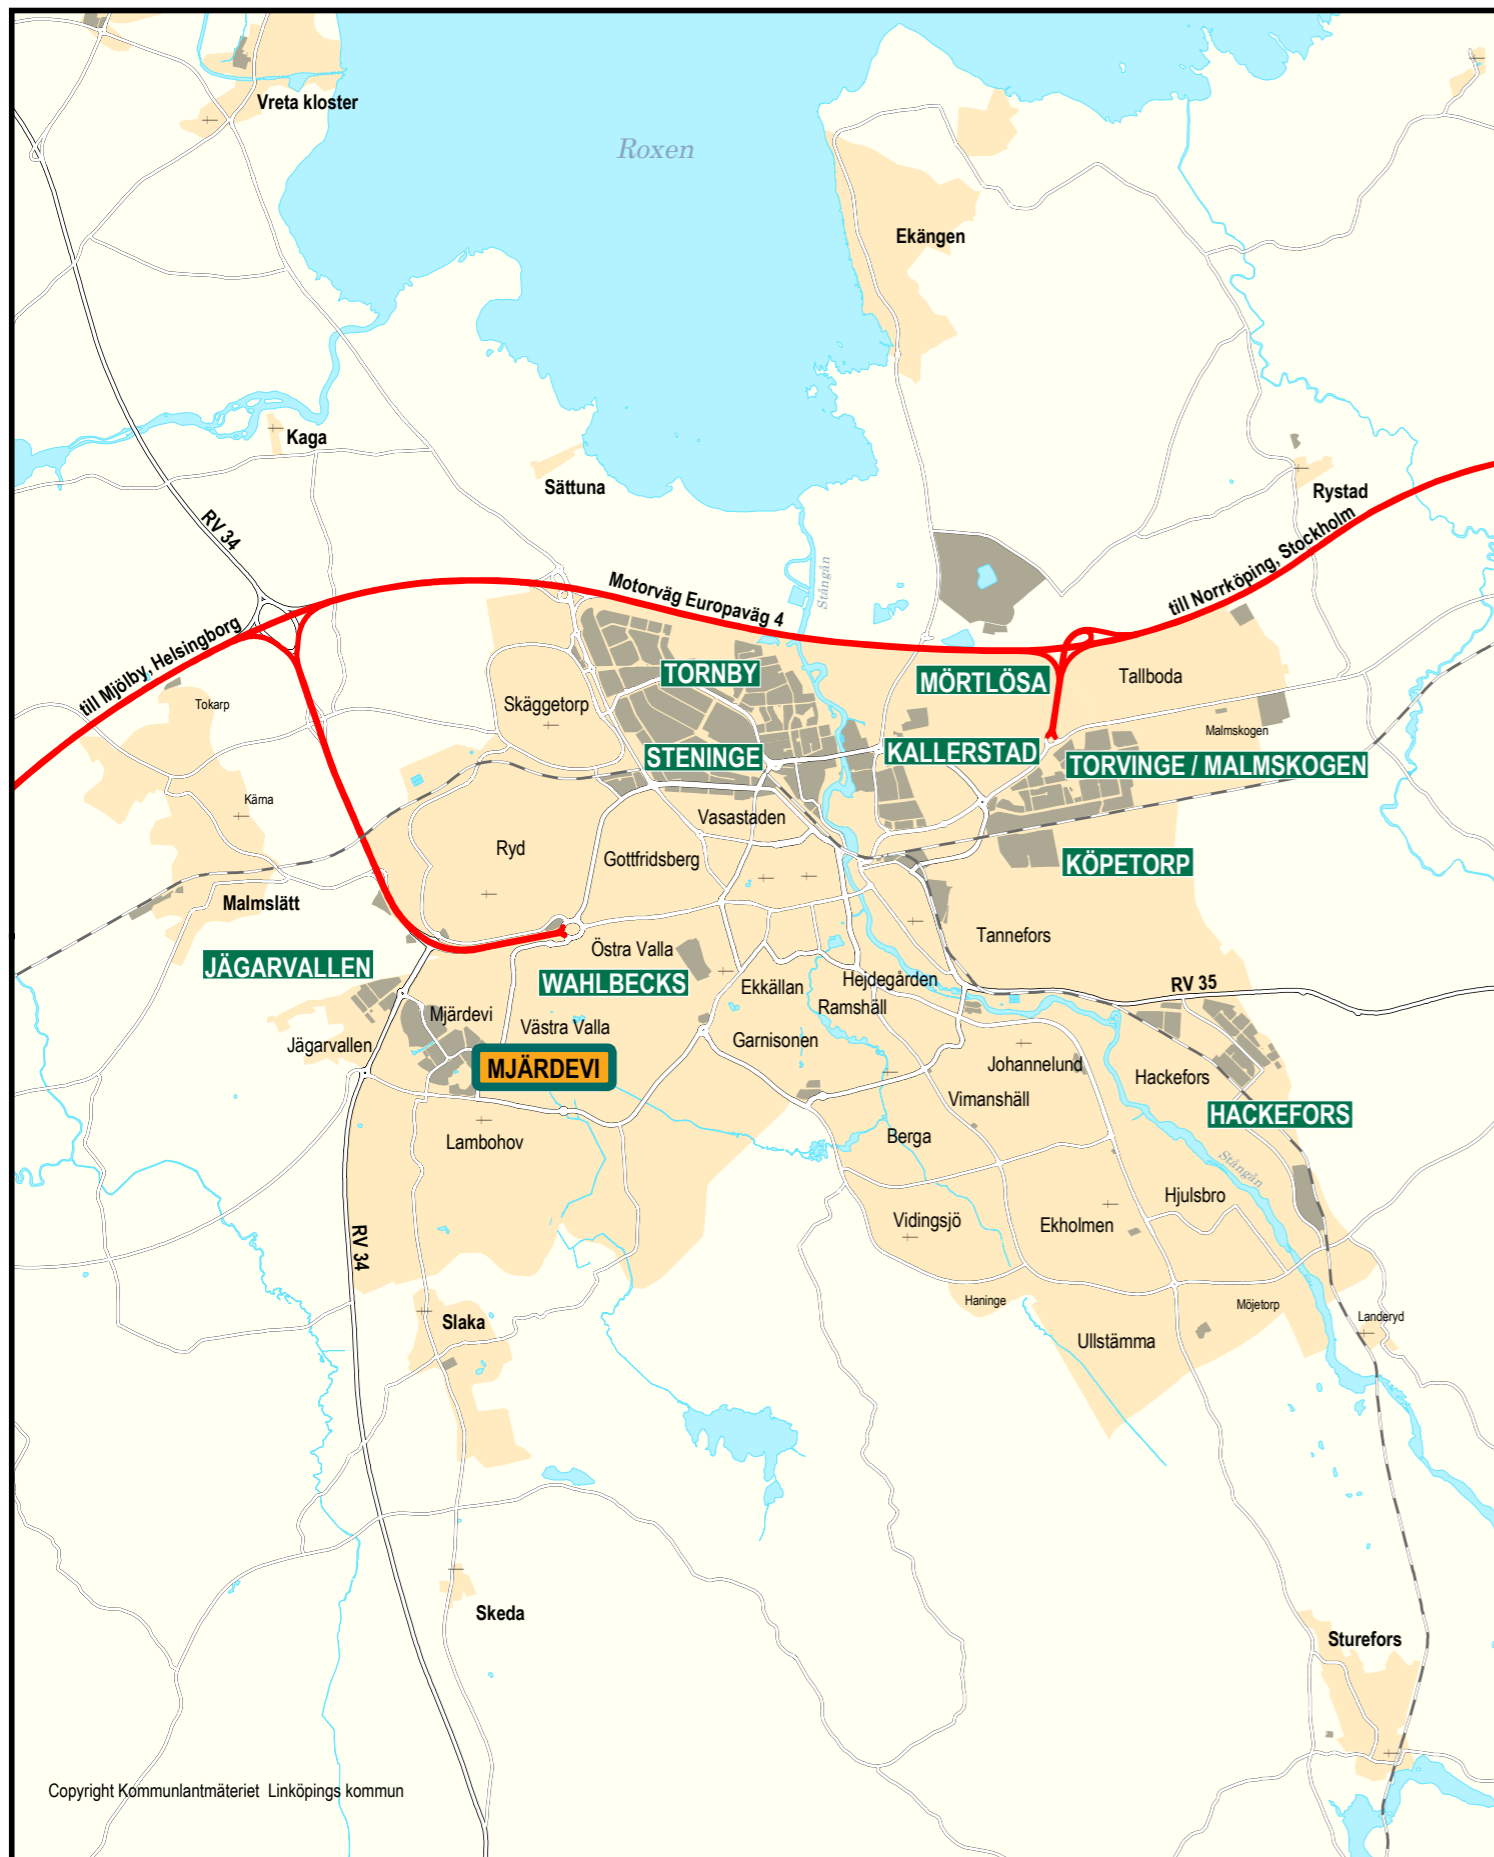 Vreta kloster
Roxen
Ekängen
Kaga
Sättuna
Rystad
RV 34
Motorväg Europaväg 4
Stångån
till Norrköping, Stockholm
till Mjölby, Helsingborg
TORNBY
MÖRTLÖSA
Tallboda
Tokarp
Skäggetorp
Malmskogen
STENINGE
KALLERSTAD
TORVINGE / MALMSKOGEN
Kärna
Vasastaden
Ryd
Gottfridsberg
KÖPETORP
Malmslätt
Tannefors
Östra Valla
JÄGARVALLEN
WAHLBECKS
Ekkällan
Hejdegården
RV 35
Ramshäll
Mjärdevi
Västra Valla
Garnisonen
Jägarvallen
MJÄRDEVI
Johannelund
Hackefors
Vimanshäll
HACKEFORS
Berga
Lambohov
Stångån
Hjulsbro
Vidingsjö
Ekholmen
RV 34
Haninge
Möjetorp
Landeryd
Slaka
Ullstämma
Skeda
Sturefors
Copyright Kommunlantmäteriet Linköpings kommun